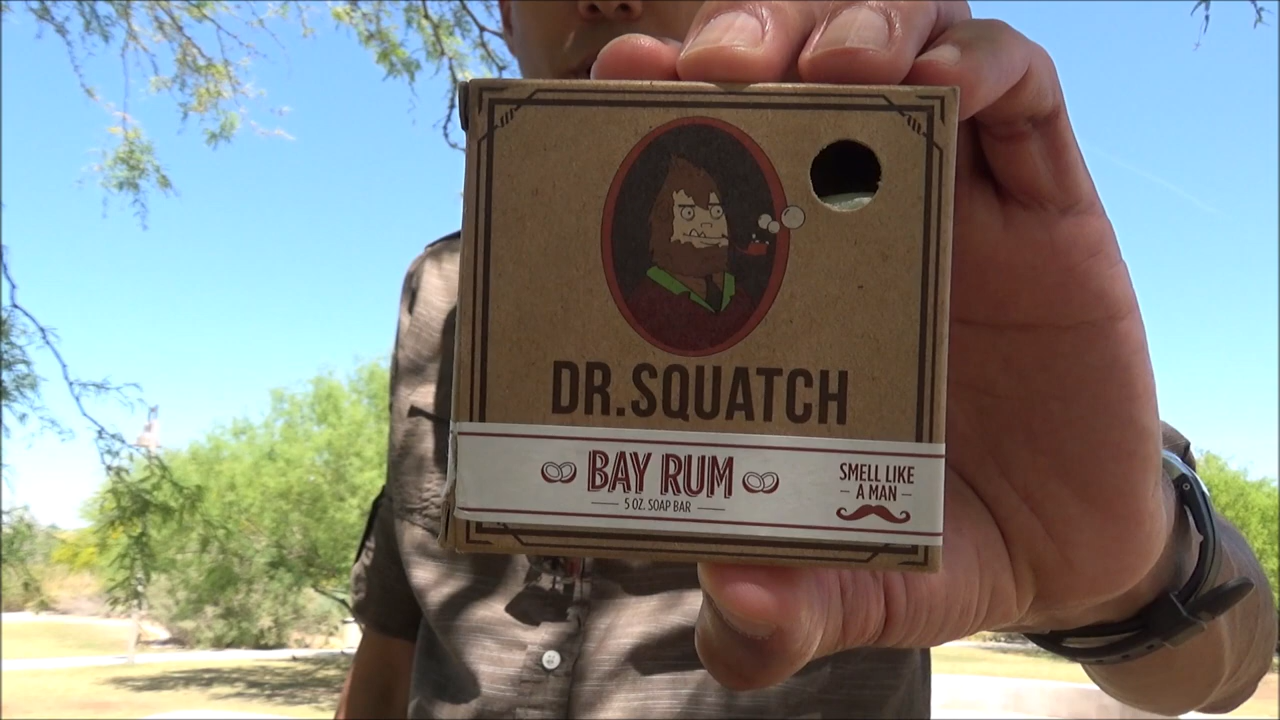 DR.SQUATCH
BAY RUM
5 OZ. SOAP BAR
SMELL LIKE
A MAN